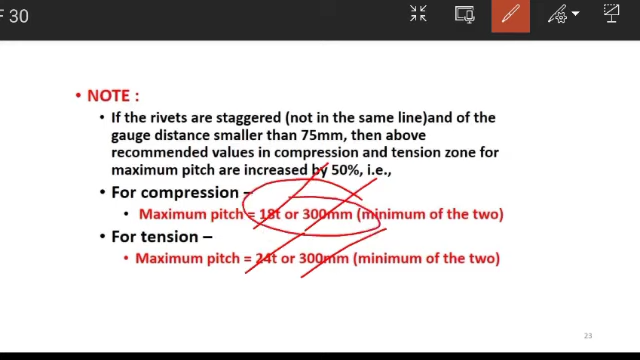 F 30
NOTE :
If the rivets are staggered (not in the same line)and of the
gauge distance smaller than 75mm, then above
recommended values in compression and tension zone for
maximum pitch are increased by 50%, i.e.,
For compression –
Maximum pitch = 18t or 300mm (minimum of the two)
For tension –
Maximum pitch = 24t or 300mm (minimum of the two)
23